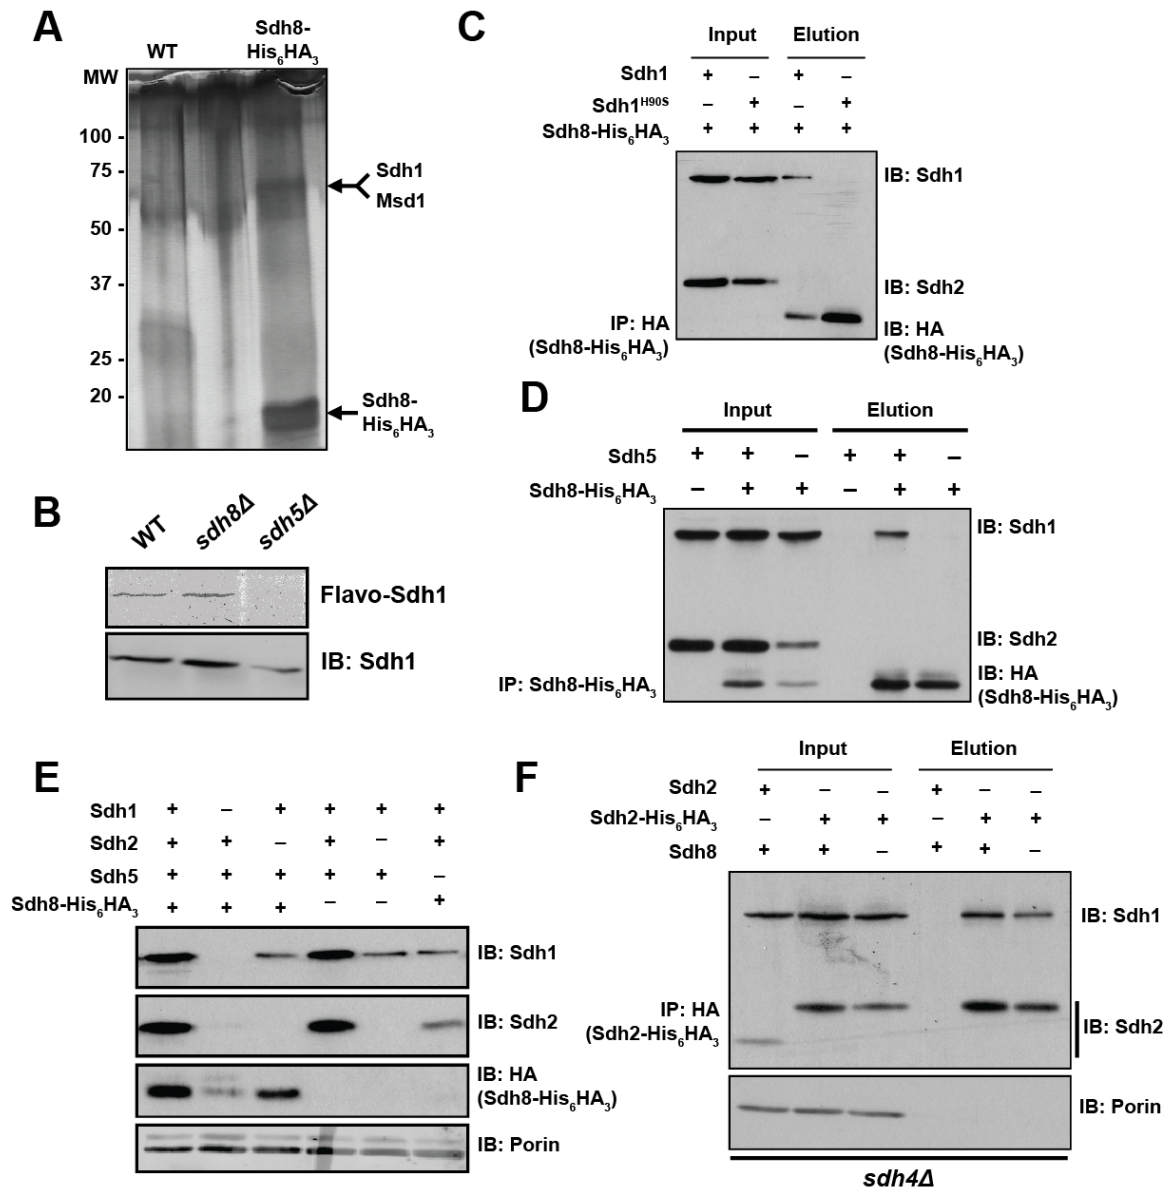 A
WT
Sdh8-
His6HA3
MW
100 -
75 -
50 -
37 -
25 -
20 -
Sdh1
Msd1
Sdh8-
His6HA3
B
WT
sdh8Δ
sdh5Δ
Flavo-Sdh1
IB: Sdh1
C
Input
Elution
Sdh1 + – + –
Sdh1H90S – + – +
Sdh8-His6HA3 + + + +
IB: Sdh1
IB: Sdh2
IP: HA
(Sdh8-His6HA3)
IB: HA
(Sdh8-His6HA3)
D
Input
Elution
Sdh5 + + – + + –
Sdh8-His6HA3 – + + – + +
IB: Sdh1
IB: Sdh2
IP: Sdh8-His6HA3
IB: HA
(Sdh8-His6HA3)
E
Sdh1 + – + + + +
Sdh2 + + – + – +
Sdh5 + + + + + –
Sdh8-His6HA3 + + + – – +
IB: Sdh1
IB: Sdh2
IB: HA
(Sdh8-His6HA3)
IB: Porin
F
Input
Elution
Sdh2 + – – + – –
Sdh2-His6HA3 – + + – + +
Sdh8 + + – + + –
IB: Sdh1
IP: HA
(Sdh2-His6HA3
IB: Sdh2
IB: Porin
sdh4Δ